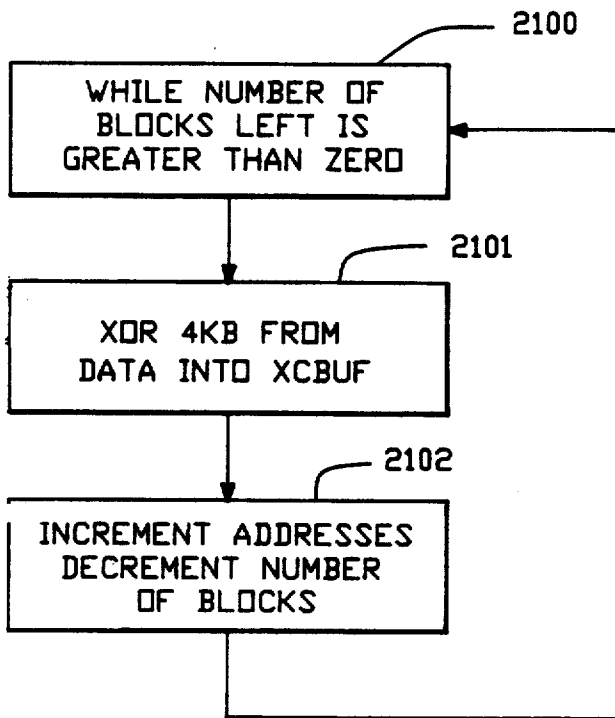 2100
WHILE NUMBER OF
BLOCKS LEFT IS
GREATER THAN ZERO
2101
XOR 4KB FROM
DATA INTO XCBUF
2102
INCREMENT ADDRESSES
DECREMENT NUMBER
OF BLOCKS